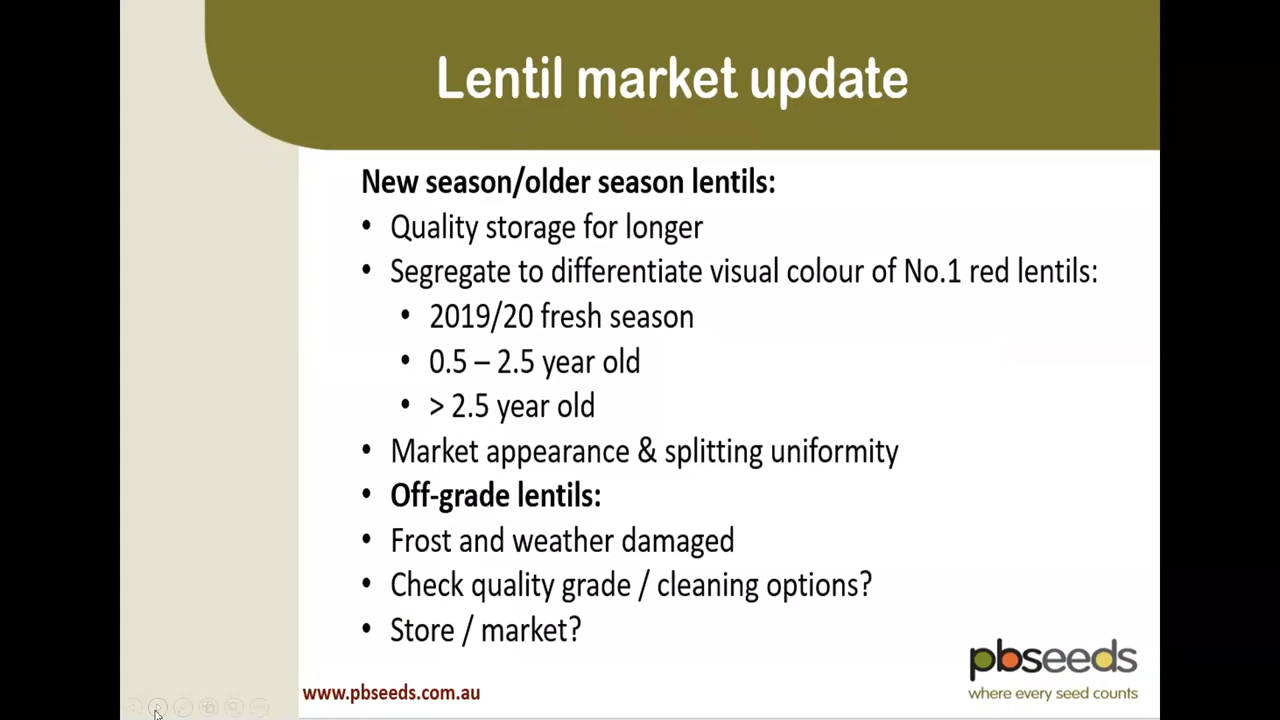 Lentil market update
New season/older season lentils:
• Quality storage for longer
• Segregate to differentiate visual colour of No.1 red lentils:
• 2019/20 fresh season
• 0.5 – 2.5 year old
• > 2.5 year old
• Market appearance & splitting uniformity
• Off-grade lentils:
• Frost and weather damaged
• Check quality grade / cleaning options?
• Store / market?
pbseeds
where every seed counts
www.pbseeds.com.au